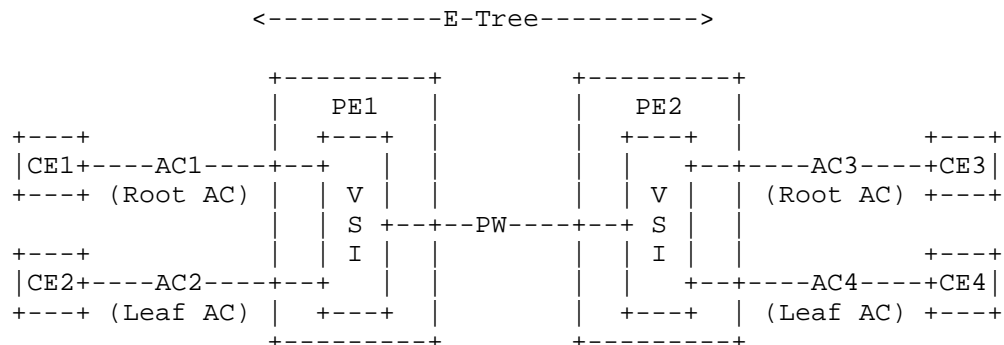 <-----------E-Tree---------->
+---------+ +---------+
| PE1 | | PE2 |
+---+ | +---+ | | +---+ | +---+
|CE1+----AC1----+--+ | | | | +--+----AC3----+CE3|
+---+ (Root AC) | | V | | | | V | | (Root AC) +---+
| | S +--+--PW----+--+ S | |
+---+ | | I | | | | I | | +---+
|CE2+----AC2----+--+ | | | | +--+----AC4----+CE4|
+---+ (Leaf AC) | +---+ | | +---+ | (Leaf AC) +---+
+---------+ +---------+